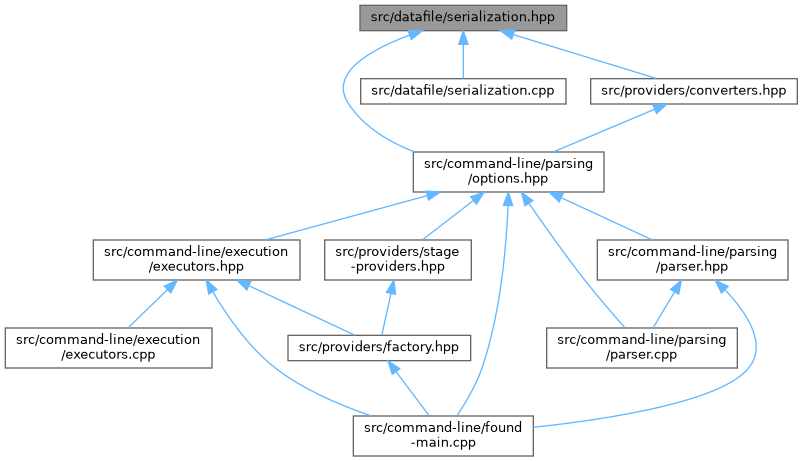 src/datafile/serialization.hpp
src/datafile/serialization.cpp
src/providers/converters.hpp
src/command-line/parsing
/options.hpp
src/command-line/execution
/executors.hpp
src/providers/stage
-providers.hpp
src/command-line/parsing
/parser.hpp
src/command-line/execution
/executors.cpp
src/providers/factory.hpp
src/command-line/parsing
/parser.cpp
src/command-line/found
-main.cpp